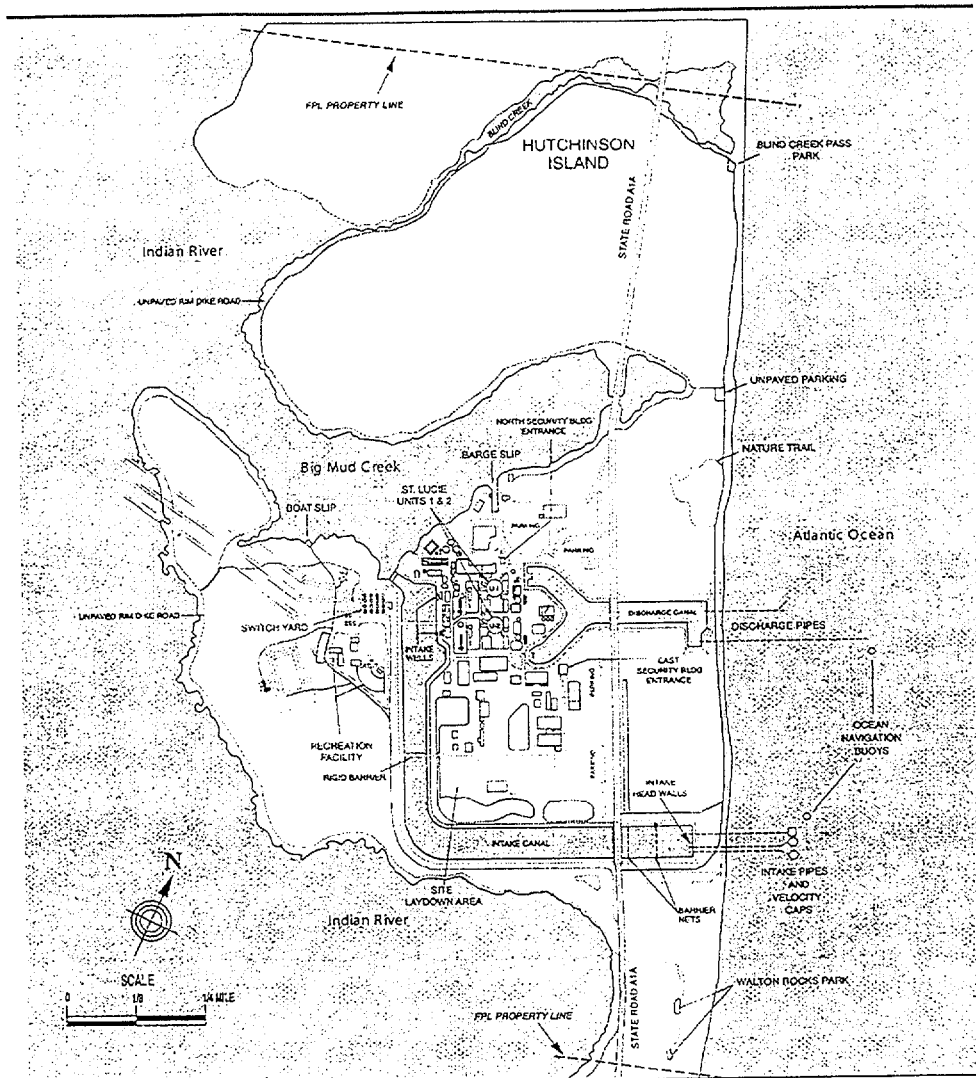 FPL PROPERTY LINE
BLIND CREEK
HUTCHINSON
ISLAND
BLIND CREEK PASS
PARK
STATE ROAD A1A
Indian River
UNPAVED RIM DIKE ROAD
UNPAVED PARKING
NORTH SECURITY BLDG
ENTRANCE
NATURE TRAIL
BARGE SLIP
Big Mud Creek
ST. LUCIE
UNITS 1 & 2
BOAT SLIP
PARKING
PARKING
Atlantic Ocean
UNPAVED RIM DIKE ROAD
DISCHARGE CANAL
SWITCH YARD
DISCHARGE PIPES
INTAKE
WELLS
EAST
SECURITY BLDG
ENTRANCE
PARKING
OCEAN
NAVIGATION
BUOYS
RECREATION
FACILITY
RIGID BARRIER
PARKING
INTAKE
HEAD WALLS
INTAKE CANAL
INTAKE PIPES
AND
VELOCITY
CAPS
SITE
LAYDOWN AREA
BARRIER
NETS
N
Indian River
SCALE
0 1/8 1/4 MILE
WALTON ROCKS PARK
STATE ROAD A1A
FPL PROPERTY LINE